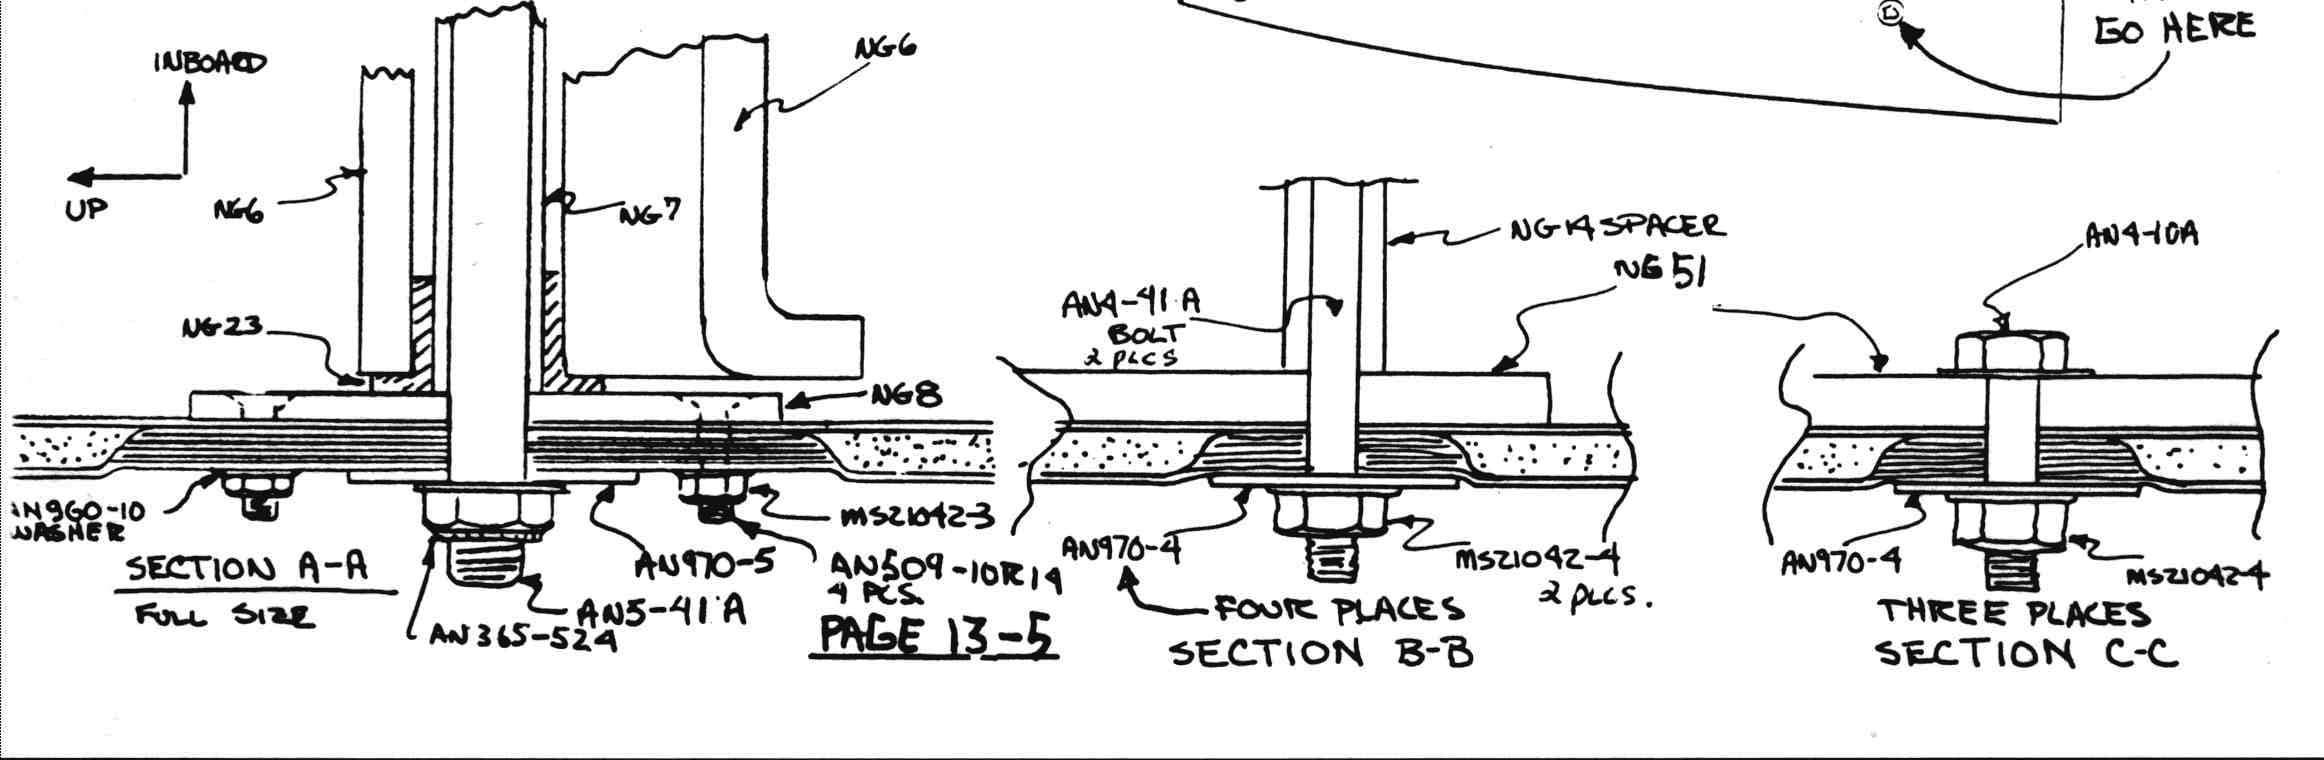 GO HERE
INBOARD
UP
NG6
NG6
NG7
NG23
NG8
AN960-10
WASHER
MS21042-3
AN970-5
AN509-10R14
4 PCS.
AN5-41A
AN365-524
SECTION A-A
FULL SIZE
PAGE 13-5
NG14 SPACER
NG51
AN4-41A
BOLT
2 PLCS
AN970-4
MS21042-4
2 PLCS.
FOUR PLACES
SECTION B-B
AN4-10A
AN970-4
MS21042-4
THREE PLACES
SECTION C-C
D